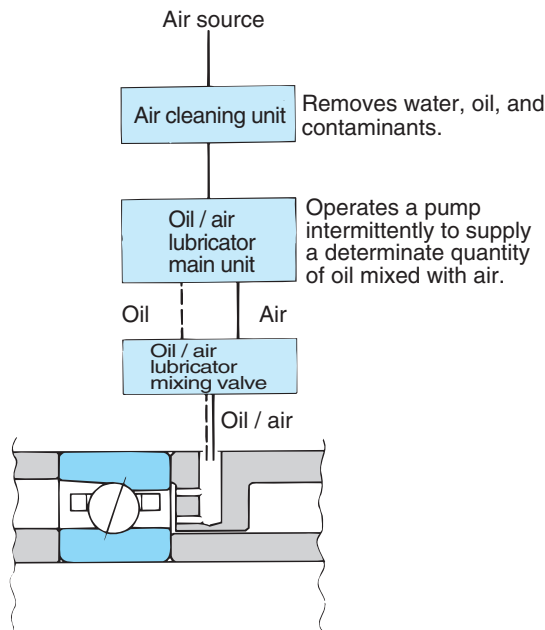 Air source
Air cleaning unit
Removes water, oil, and
contaminants.
Oil / air
lubricator
main unit
Operates a pump
intermittently to supply
a determinate quantity
of oil mixed with air.
Oil
Air
Oil / air
lubricator
mixing valve
Oil / air